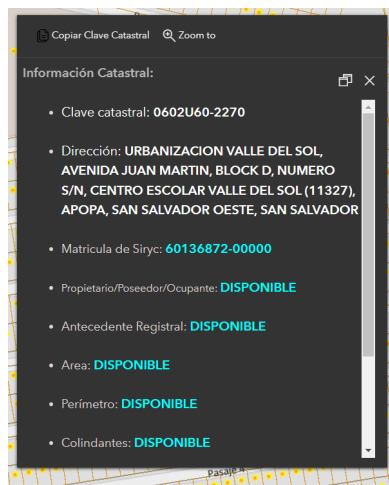 Copiar Clave Catastral Zoom to
Información Catastral:
• Clave catastral: 0602U60-2270
• Dirección: URBANIZACION VALLE DEL SOL,
AVENIDA JUAN MARTIN, BLOCK D, NUMERO
S/N, CENTRO ESCOLAR VALLE DEL SOL (11327),
APOPA, SAN SALVADOR OESTE, SAN SALVADOR
• Matricula de Siryc: 60136872-00000
• Propietario/Poseedor/Ocupante: DISPONIBLE
• Antecedente Registral: DISPONIBLE
• Area: DISPONIBLE
• Perímetro: DISPONIBLE
• Colindantes: DISPONIBLE
Pasaje 4